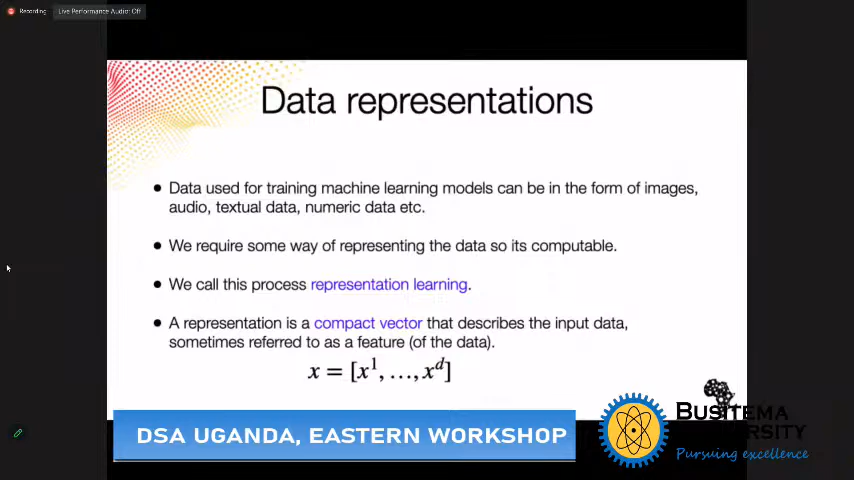 Recording
Live Performance Audio: Off
Data representations
• Data used for training machine learning models can be in the form of images,
audio, textual data, numeric data etc.
• We require some way of representing the data so its computable.
• We call this process representation learning.
• A representation is a compact vector that describes the input data,
sometimes referred to as a feature (of the data).
x = [x¹, …, xᵈ]
DSA UGANDA, EASTERN WORKSHOP
BUSITEMA
Pursuing excellence